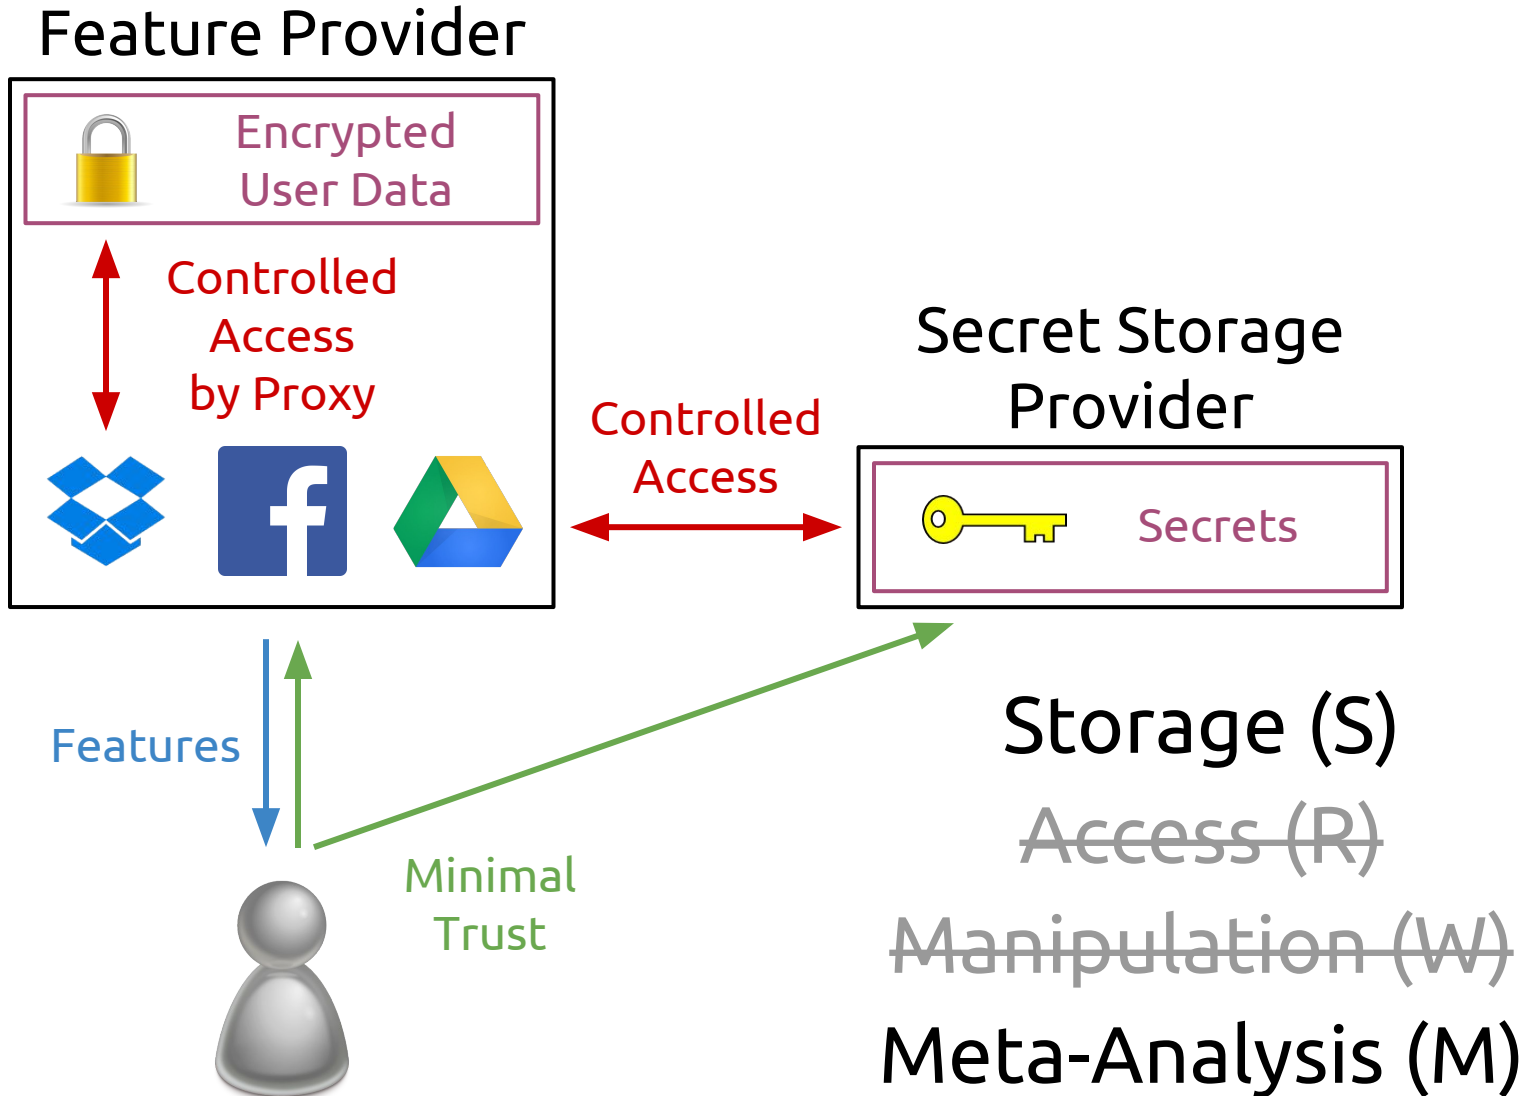 Feature Provider
Encrypted
User Data
Controlled
Access
by Proxy
Secret Storage
Provider
Controlled
Access
Secrets
Features
Minimal
Trust
Storage (S)
Access (R)
Manipulation (W)
Meta-Analysis (M)